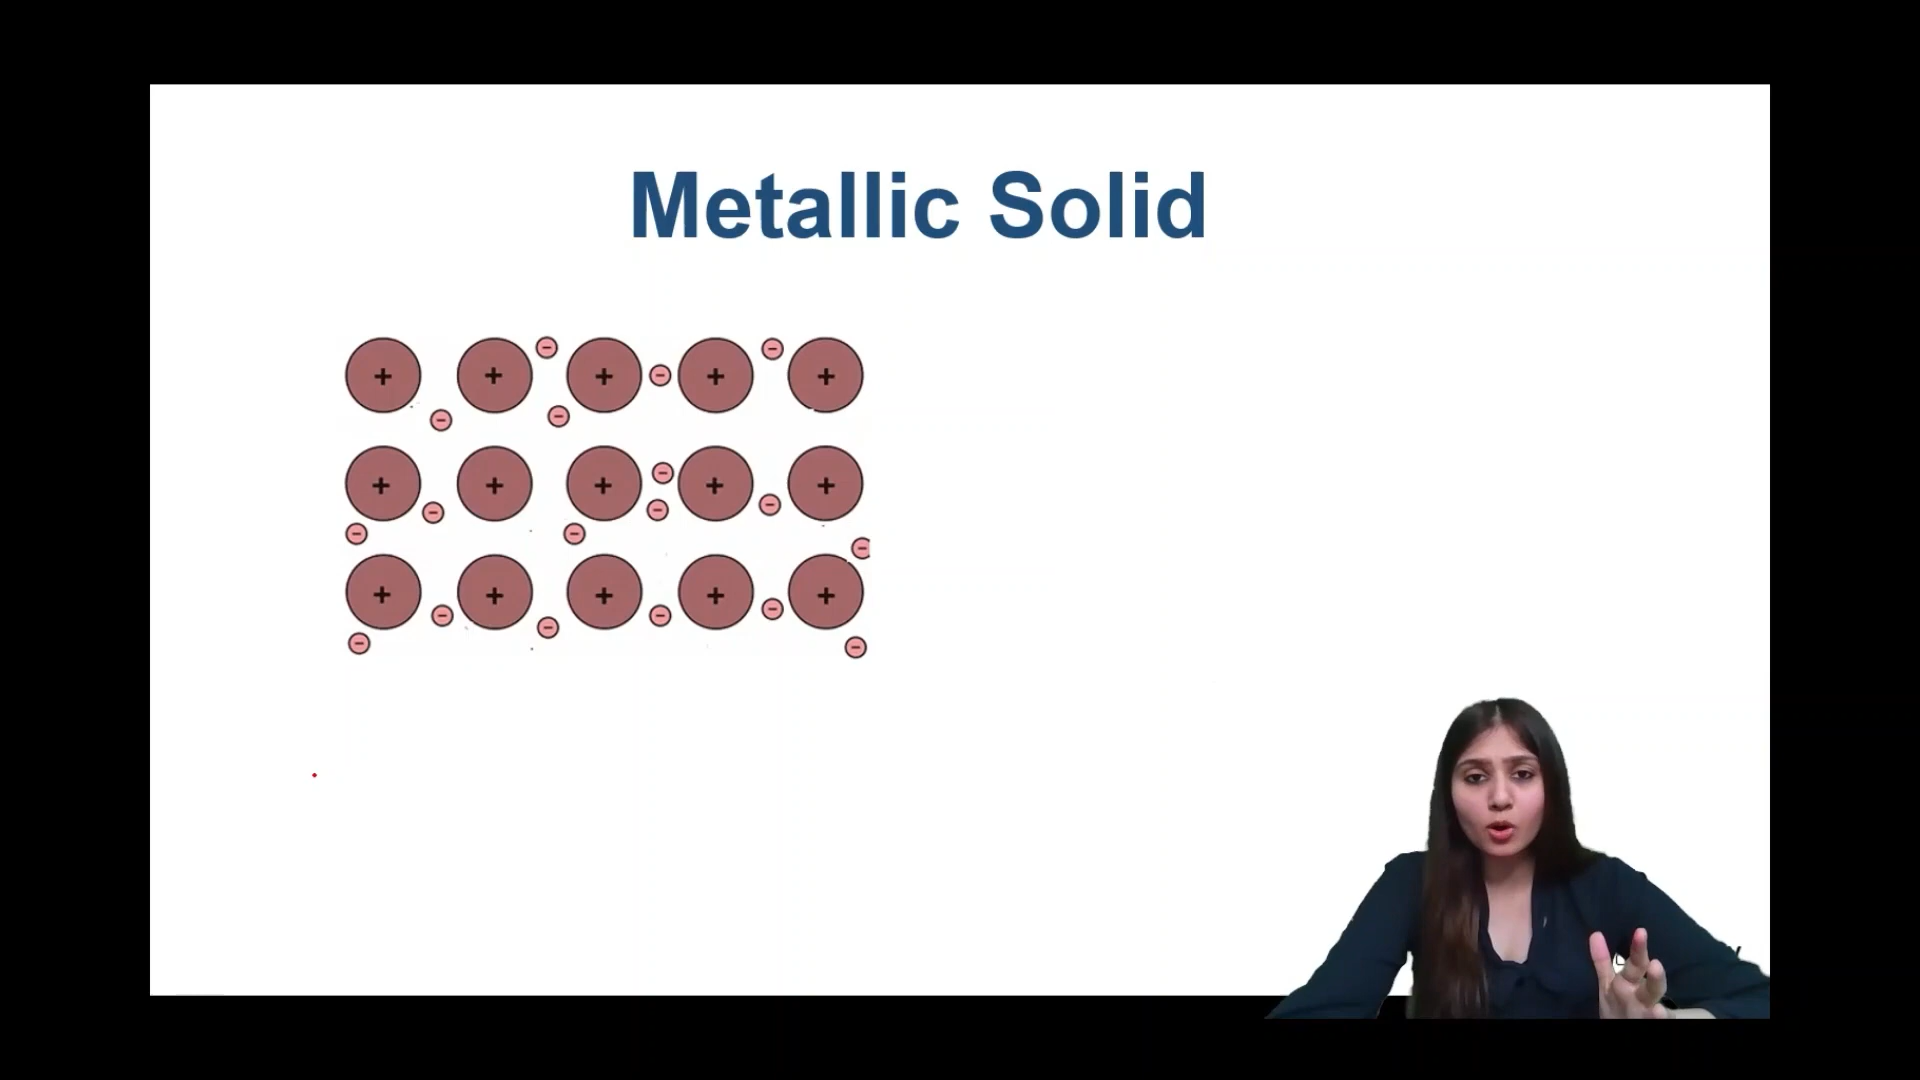 Metallic Solid
+ + - + - + - +
- -
+ + + - + - +
- - - - -
+ + + + +
- - - -
- -